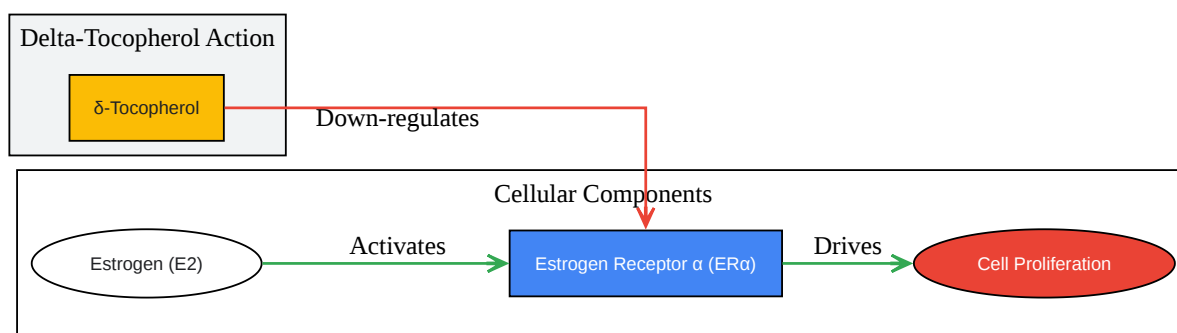 Delta-Tocopherol Action
δ-Tocopherol
Down-regulates
Cellular Components
Estrogen (E2)
Activates
Estrogen Receptor α (ERα)
Drives
Cell Proliferation